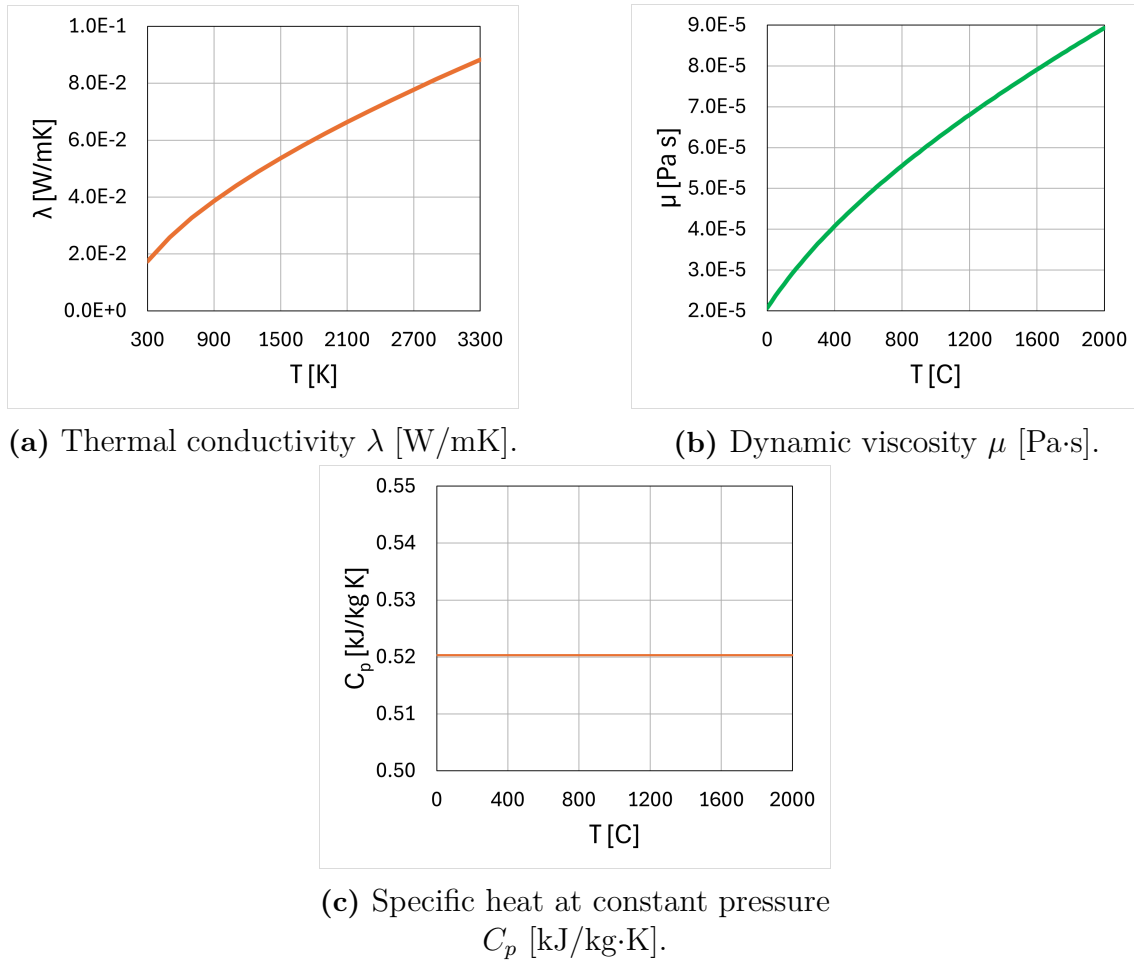 1.0E-1
8.0E-2
6.0E-2
4.0E-2
2.0E-2
0.0E+0
λ [W/mK]
300 900 1500 2100 2700 3300
T [K]
(a) Thermal conductivity λ [W/mK].
9.0E-5
8.0E-5
7.0E-5
6.0E-5
5.0E-5
4.0E-5
3.0E-5
2.0E-5
μ [Pa s]
0 400 800 1200 1600 2000
T [C]
(b) Dynamic viscosity μ [Pa·s].
0.55
0.54
0.53
0.52
0.51
0.50
Cp [kJ/kg K]
0 400 800 1200 1600 2000
T [C]
(c) Specific heat at constant pressure
Cp [kJ/kg·K].